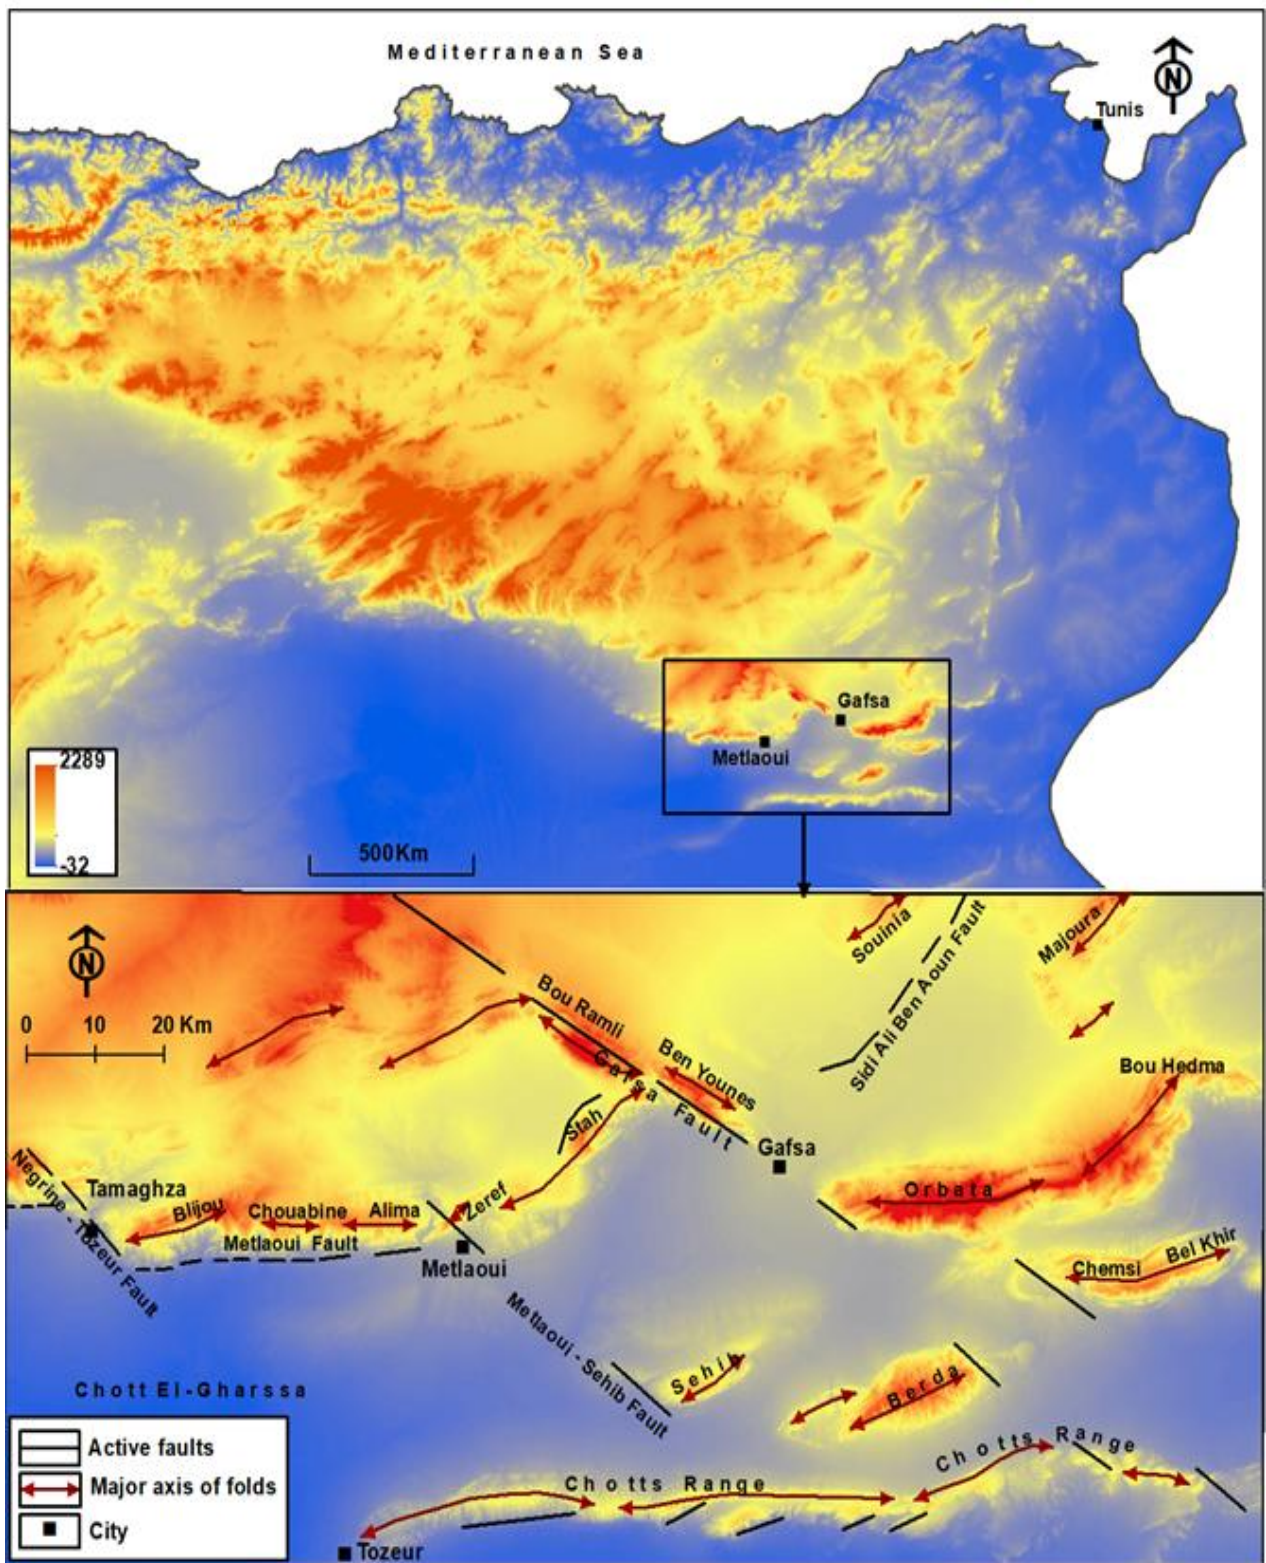 Mediterranean Sea
N
Tunis
Gafsa
Metlaoui
2289
-32
500Km
N
0 10 20 Km
Souinia
Sidi Ali Ben Aoun Fault
Majoura
Bou Ramli
Gafsa Fault
Ben Younes
Bou Hedma
Stah
Gafsa
Negrine - Tozeur Fault
Tamaghza
Blijou
Chouabine
Alima
Zeref
Metlaoui Fault
Metlaoui
Orbata
Chemsi
Bel Khir
Metlaoui - Sehib Fault
Sehib
Berda
Chott El-Gharssa
Chotts Range
Chotts Range
Active faults
Major axis of folds
City
Tozeur